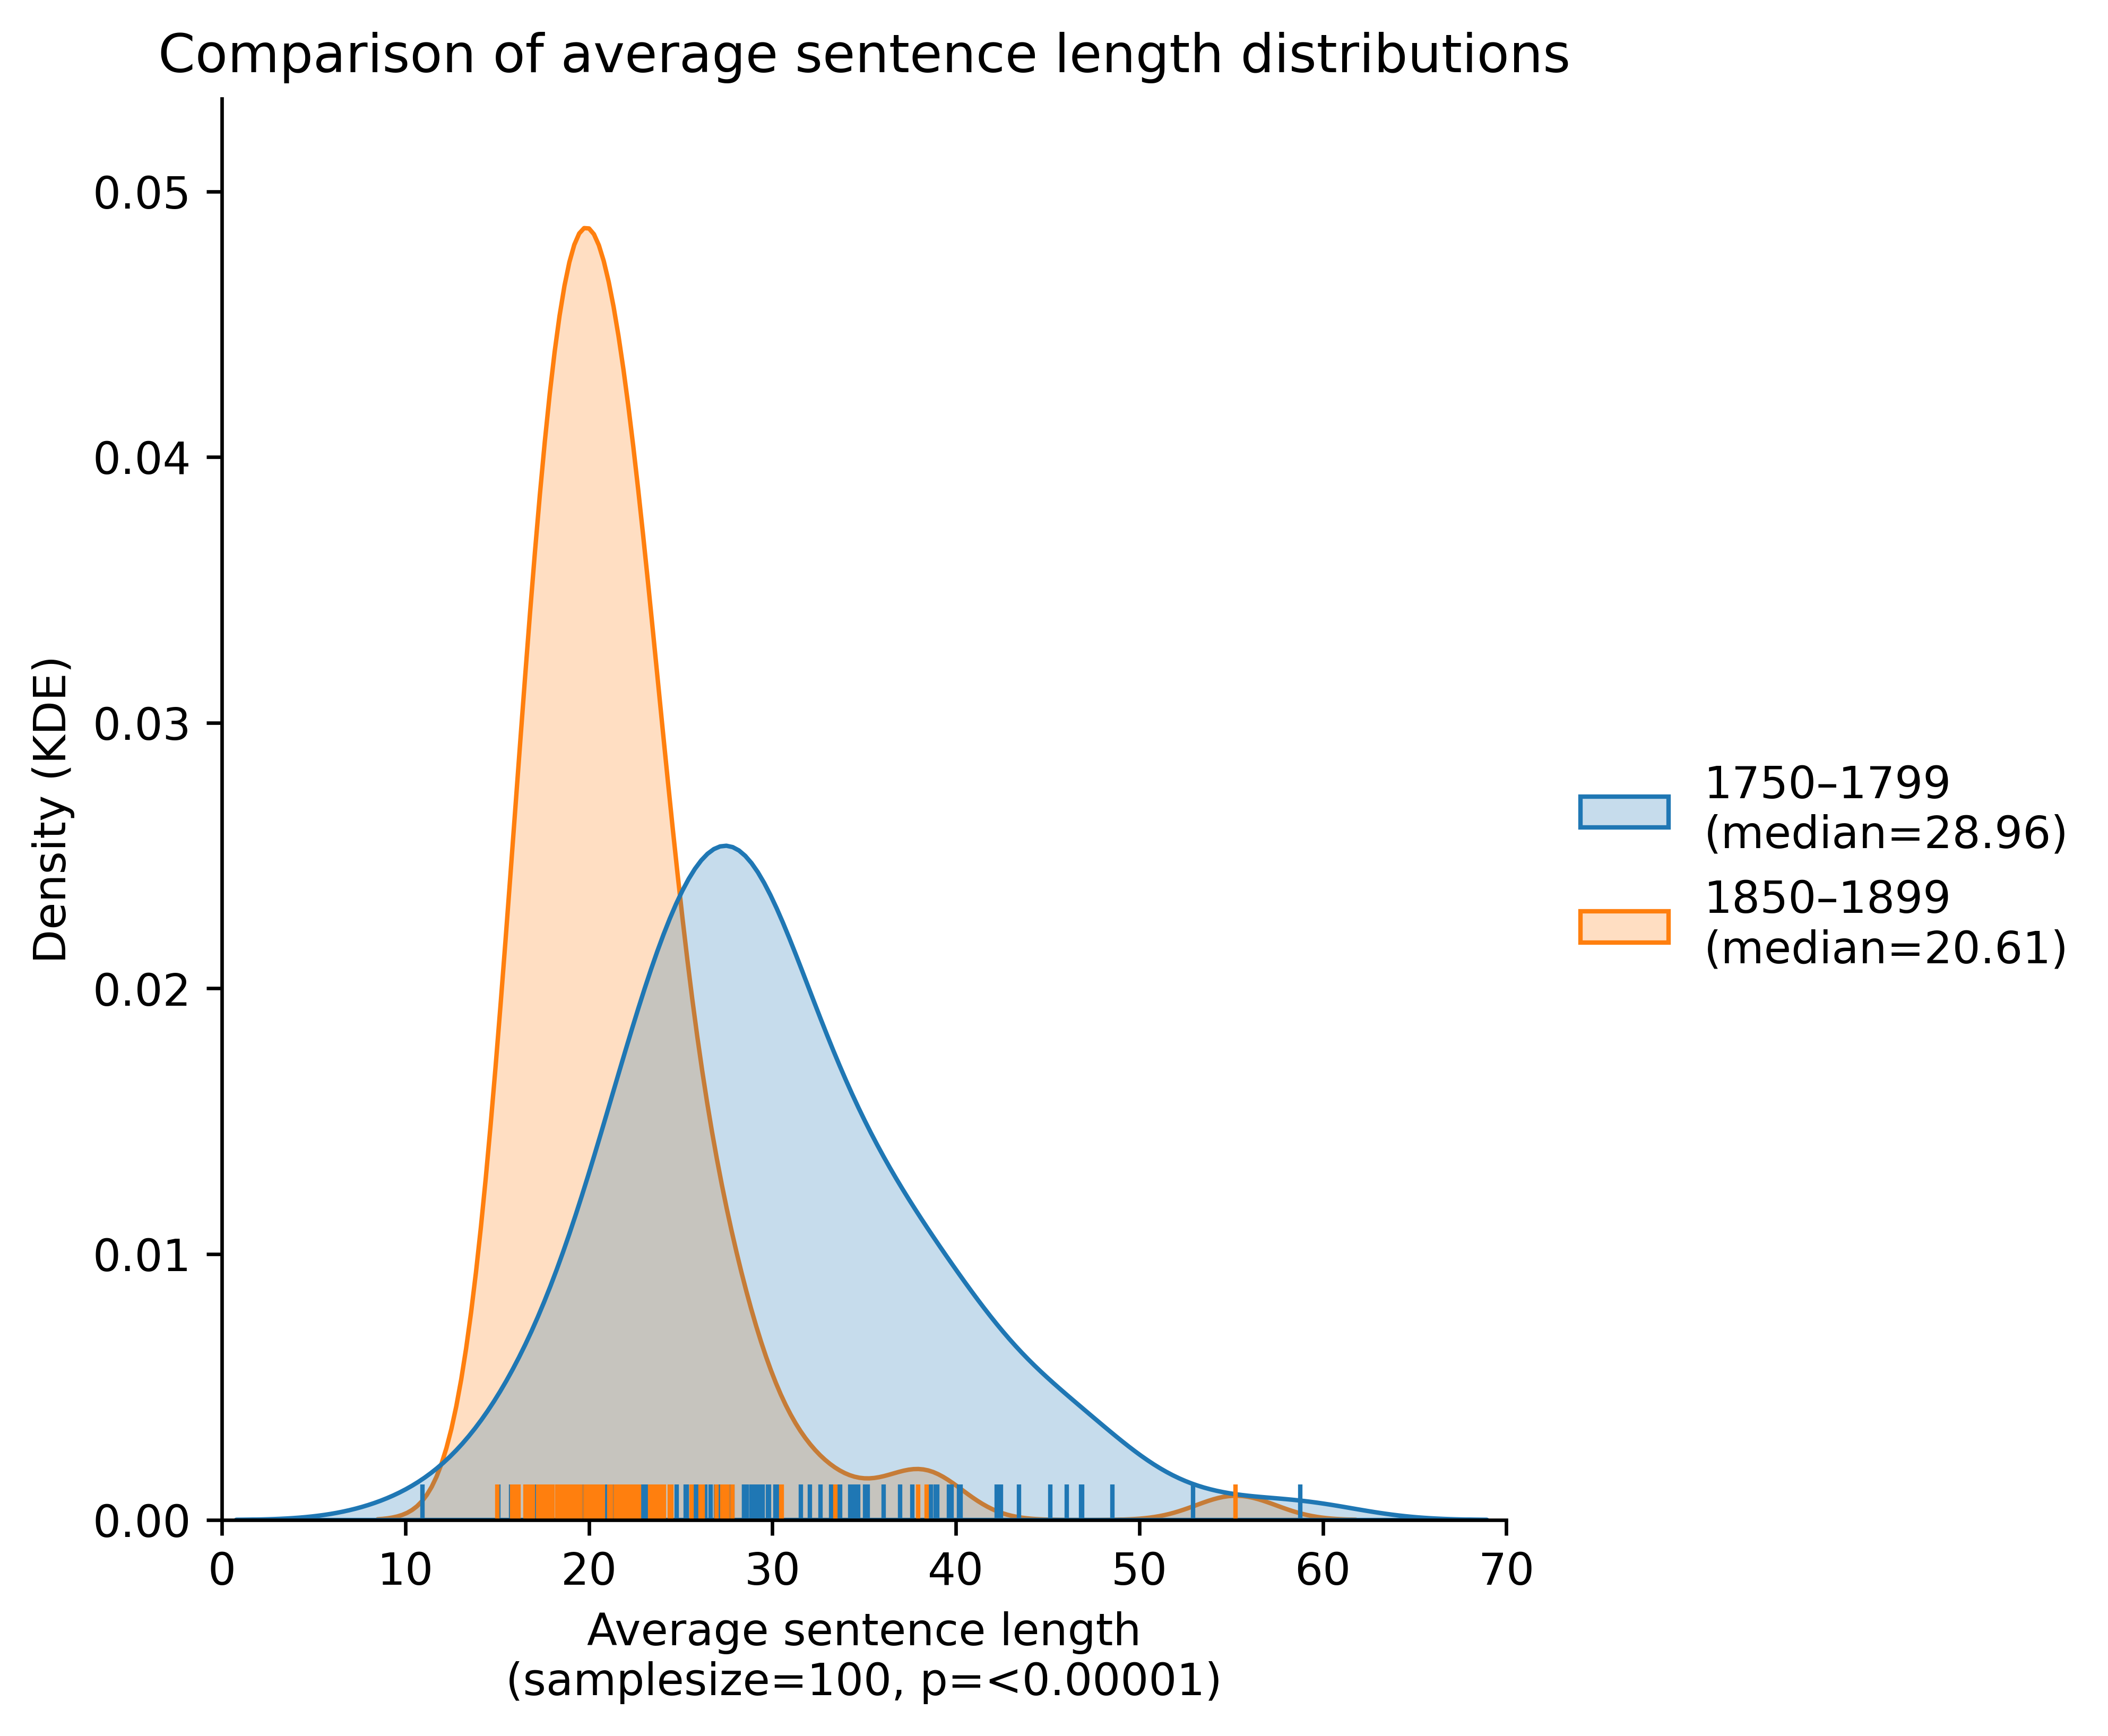 Comparison of average sentence length distributions
0.05
0.04
0.03
0.02
0.01
0.00
Density (KDE)
0 10 20 30 40 50 60 70
Average sentence length
(samplesize=100, p=<0.00001)
1750–1799
(median=28.96)
1850–1899
(median=20.61)